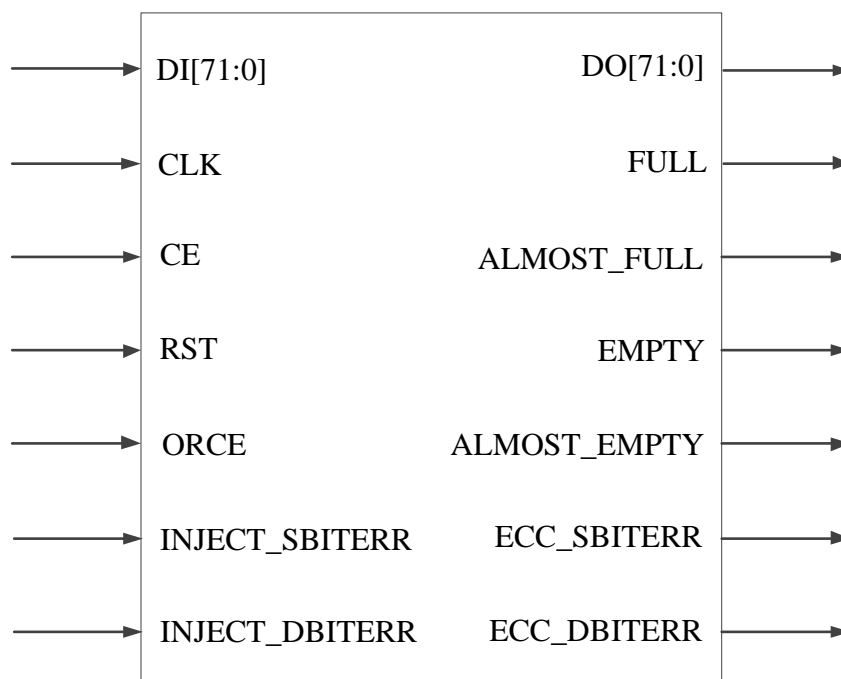 DI[71:0] DO[71:0]
CLK FULL
CE ALMOST_FULL
RST EMPTY
ORCE ALMOST_EMPTY
INJECT_SBITERR ECC_SBITERR
INJECT_DBITERR ECC_DBITERR